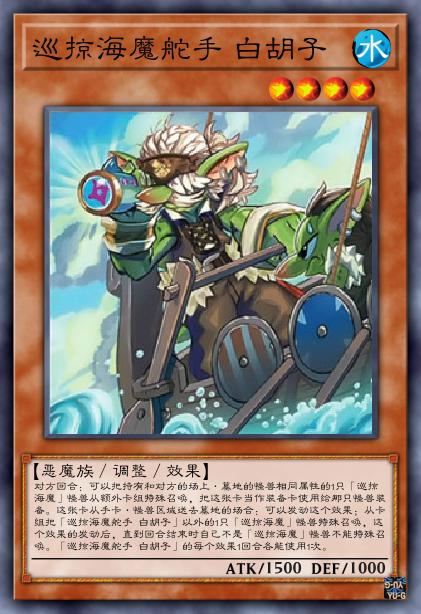 巡掠海魔舵手 白胡子
水
【恶魔族／调整／效果】
对方回合：可以把持有和对方的场上·墓地的怪兽相同属性的1只「巡掠
海魔」怪兽从额外卡组特殊召唤，把这张卡当作装备卡使用给那只怪兽装
备。这张卡从手卡·怪兽区域送去墓地的场合：可以发动这个效果；从卡
组把「巡掠海魔舵手 白胡子」以外的1只「巡掠海魔」怪兽特殊召唤。这
个效果的发动后，直到回合结束时自己不是「巡掠海魔」怪兽不能特殊召
唤。「巡掠海魔舵手 白胡子」的每个效果1回合各能使用1次。
ATK/1500 DEF/1000